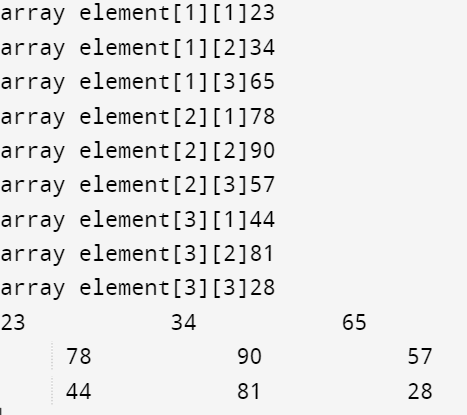 array element[1][1]23
array element[1][2]34
array element[1][3]65
array element[2][1]78
array element[2][2]90
array element[2][3]57
array element[3][1]44
array element[3][2]81
array element[3][3]28
23 34 65
78 90 57
44 81 28